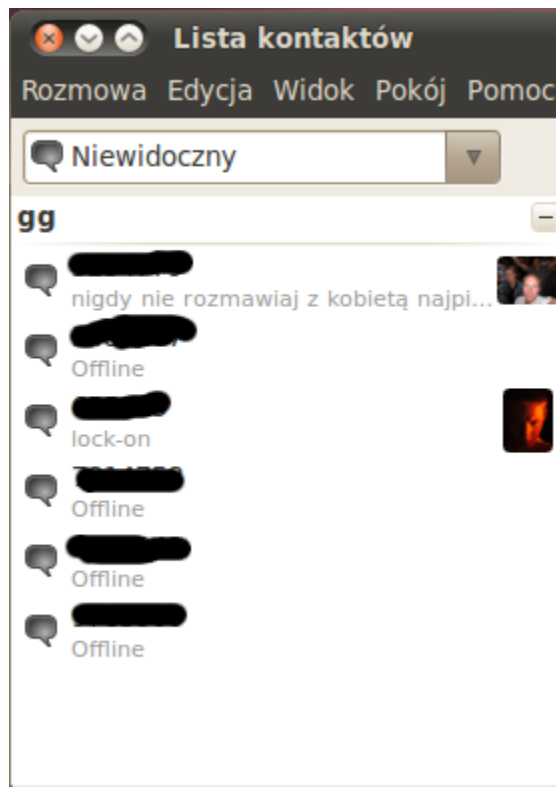 Lista kontaktów
Rozmowa Edycja Widok Pokój Pomoc
Niewidoczny
gg
nigdy nie rozmawiaj z kobietą najpi...
Offline
lock-on
Offline
Offline
Offline